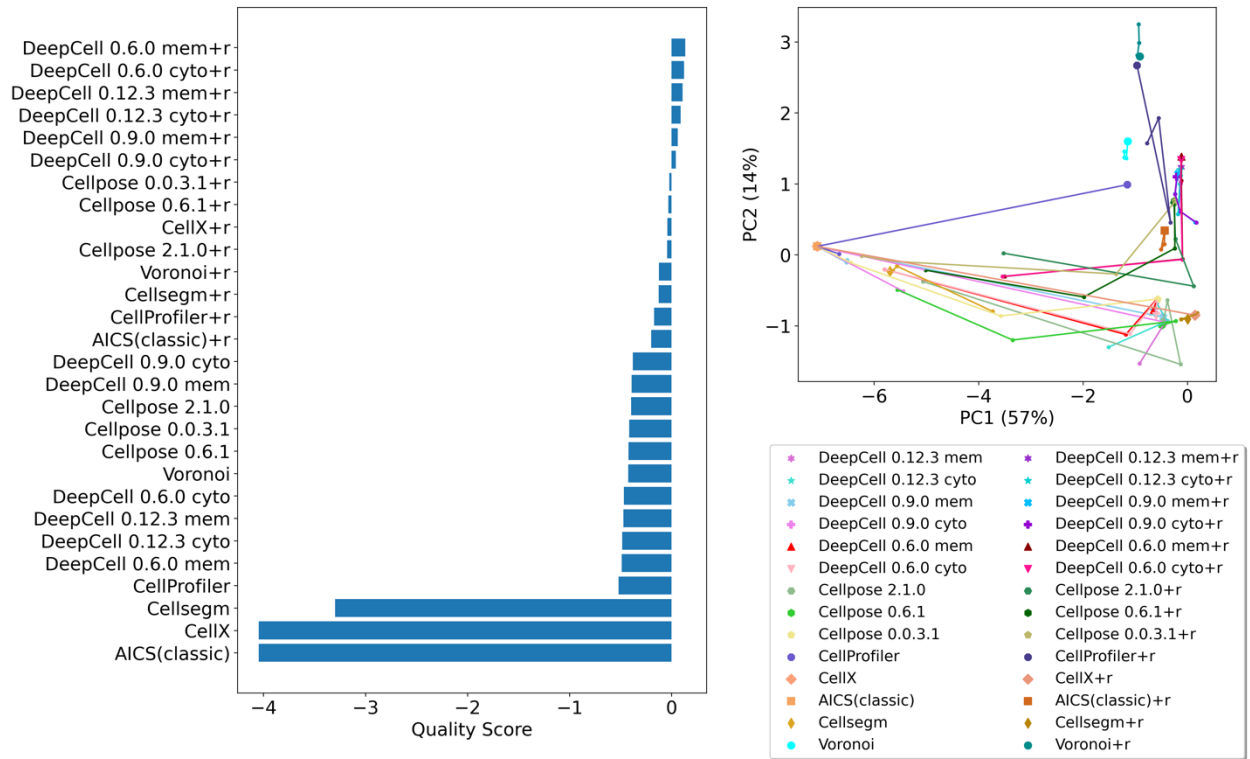 DeepCell 0.6.0 mem+r
DeepCell 0.6.0 cyto+r
DeepCell 0.12.3 mem+r
DeepCell 0.12.3 cyto+r
DeepCell 0.9.0 mem+r
DeepCell 0.9.0 cyto+r
Cellpose 0.0.3.1+r
Cellpose 0.6.1+r
CellX+r
Cellpose 2.1.0+r
Voronoi+r
Cellsegm+r
CellProfiler+r
AICS(classic)+r
DeepCell 0.9.0 cyto
DeepCell 0.9.0 mem
Cellpose 2.1.0
Cellpose 0.0.3.1
Cellpose 0.6.1
Voronoi
DeepCell 0.6.0 cyto
DeepCell 0.12.3 mem
DeepCell 0.12.3 cyto
DeepCell 0.6.0 mem
CellProfiler
Cellsegm
CellX
AICS(classic)
−4 −3 −2 −1 0
Quality Score
3
2
1
0
−1
PC2 (14%)
−6 −4 −2 0
PC1 (57%)
DeepCell 0.12.3 mem
DeepCell 0.12.3 cyto
DeepCell 0.9.0 mem
DeepCell 0.9.0 cyto
DeepCell 0.6.0 mem
DeepCell 0.6.0 cyto
Cellpose 2.1.0
Cellpose 0.6.1
Cellpose 0.0.3.1
CellProfiler
CellX
AICS(classic)
Cellsegm
Voronoi
DeepCell 0.12.3 mem+r
DeepCell 0.12.3 cyto+r
DeepCell 0.9.0 mem+r
DeepCell 0.9.0 cyto+r
DeepCell 0.6.0 mem+r
DeepCell 0.6.0 cyto+r
Cellpose 2.1.0+r
Cellpose 0.6.1+r
Cellpose 0.0.3.1+r
CellProfiler+r
CellX+r
AICS(classic)+r
Cellsegm+r
Voronoi+r